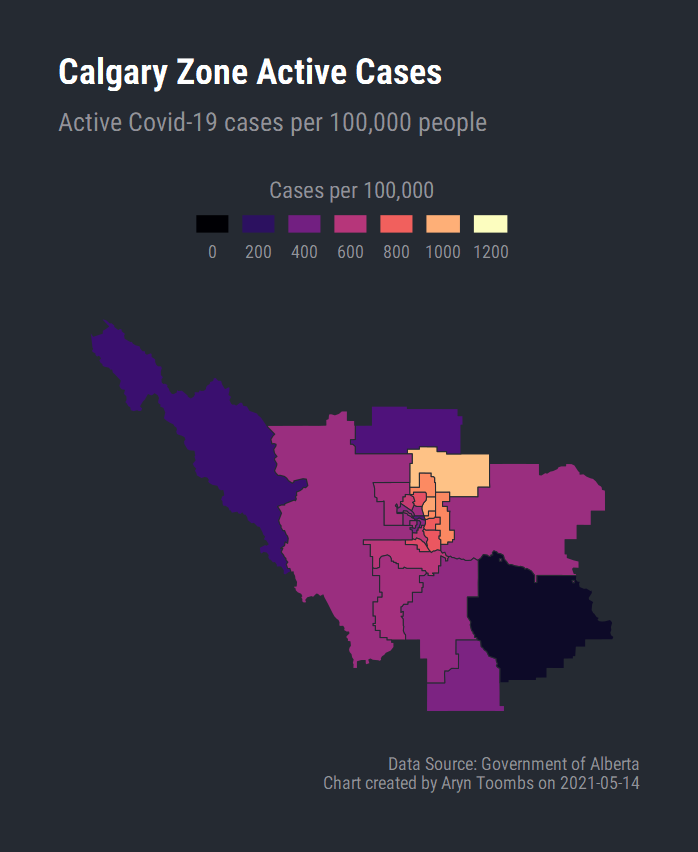 Calgary Zone Active Cases
Active Covid-19 cases per 100,000 people
Cases per 100,000
0 200 400 600 800 1000 1200
Data Source: Government of Alberta
Chart created by Aryn Toombs on 2021-05-14